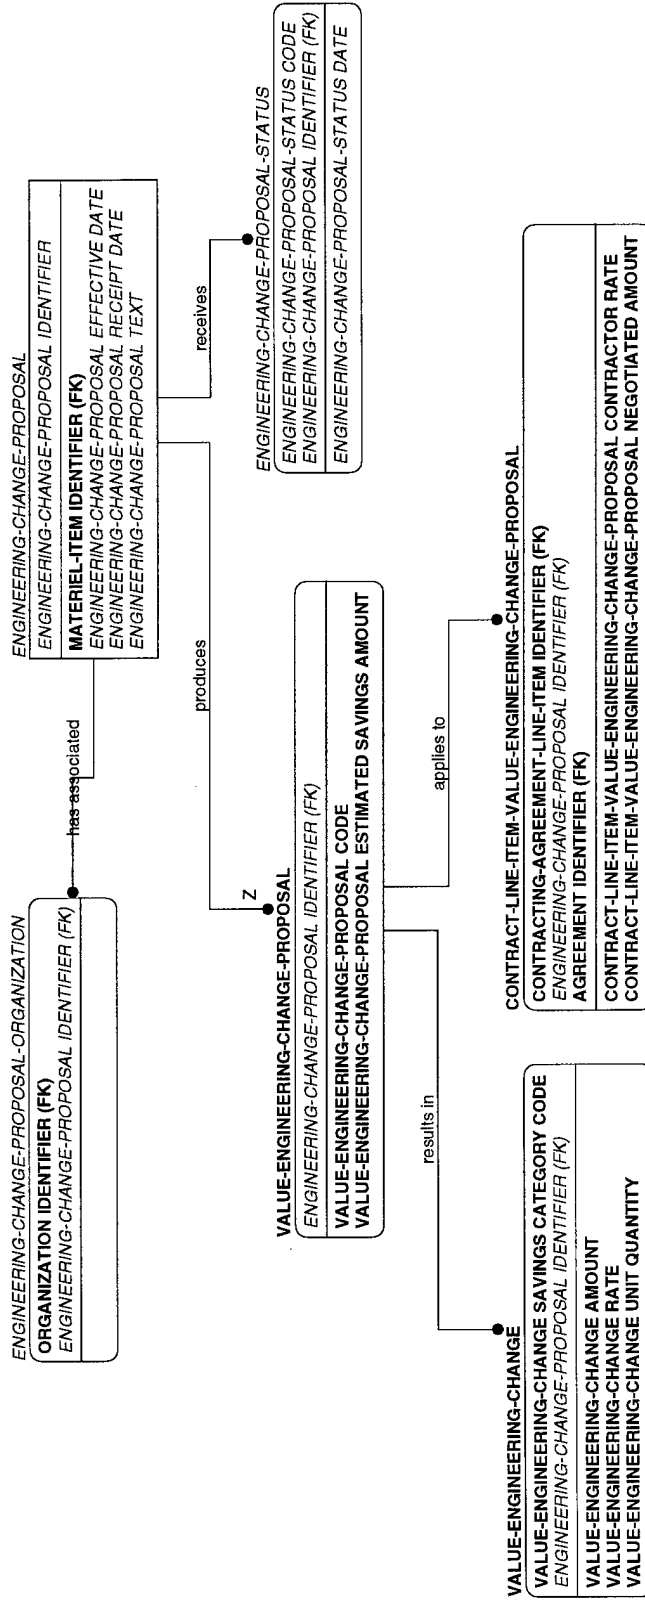 ENGINEERING-CHANGE-PROPOSAL-ORGANIZATION
ORGANIZATION IDENTIFIER (FK)
ENGINEERING-CHANGE-PROPOSAL IDENTIFIER (FK)
has associated
ENGINEERING-CHANGE-PROPOSAL
ENGINEERING-CHANGE-PROPOSAL IDENTIFIER
MATERIEL-ITEM IDENTIFIER (FK)
ENGINEERING-CHANGE-PROPOSAL EFFECTIVE DATE
ENGINEERING-CHANGE-PROPOSAL RECEIPT DATE
ENGINEERING-CHANGE-PROPOSAL TEXT
produces
receives
Z
VALUE-ENGINEERING-CHANGE-PROPOSAL
ENGINEERING-CHANGE-PROPOSAL IDENTIFIER (FK)
VALUE-ENGINEERING-CHANGE-PROPOSAL CODE
VALUE-ENGINEERING-CHANGE-PROPOSAL ESTIMATED SAVINGS AMOUNT
ENGINEERING-CHANGE-PROPOSAL-STATUS
ENGINEERING-CHANGE-PROPOSAL-STATUS CODE
ENGINEERING-CHANGE-PROPOSAL IDENTIFIER (FK)
ENGINEERING-CHANGE-PROPOSAL-STATUS DATE
results in
applies to
VALUE-ENGINEERING-CHANGE
VALUE-ENGINEERING-CHANGE SAVINGS CATEGORY CODE
ENGINEERING-CHANGE-PROPOSAL IDENTIFIER (FK)
VALUE-ENGINEERING-CHANGE AMOUNT
VALUE-ENGINEERING-CHANGE RATE
VALUE-ENGINEERING-CHANGE UNIT QUANTITY
CONTRACT-LINE-ITEM-VALUE-ENGINEERING-CHANGE-PROPOSAL
CONTRACTING-AGREEMENT-LINE-ITEM IDENTIFIER (FK)
ENGINEERING-CHANGE-PROPOSAL IDENTIFIER (FK)
AGREEMENT IDENTIFIER (FK)
CONTRACT-LINE-ITEM-VALUE-ENGINEERING-CHANGE-PROPOSAL CONTRACTOR RATE
CONTRACT-LINE-ITEM-VALUE-ENGINEERING-CHANGE-PROPOSAL NEGOTIATED AMOUNT